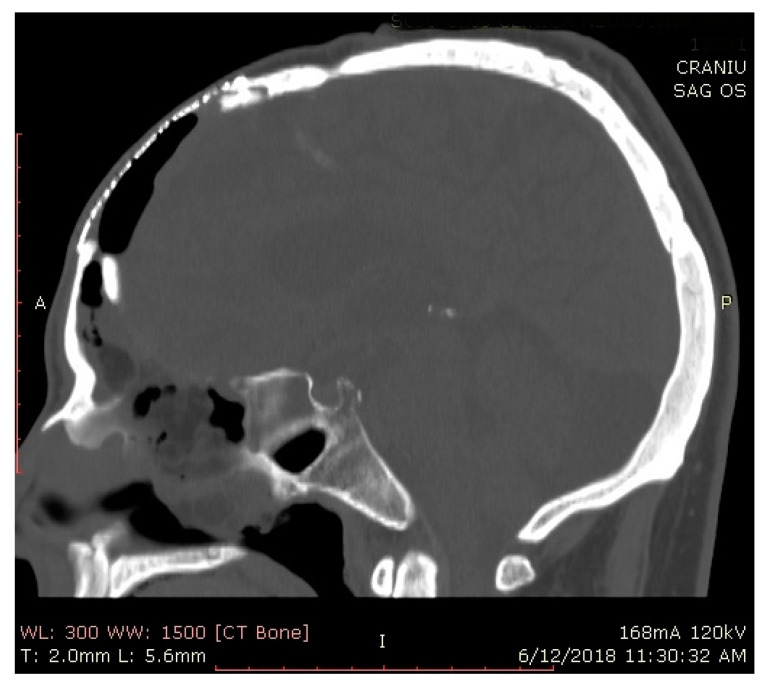 CRANIU
SAG OS
A
P
WL: 300 WW: 1500 [CT Bone]
T: 2.0mm L: 5.6mm
I
168mA 120kV
6/12/2018 11:30:32 AM